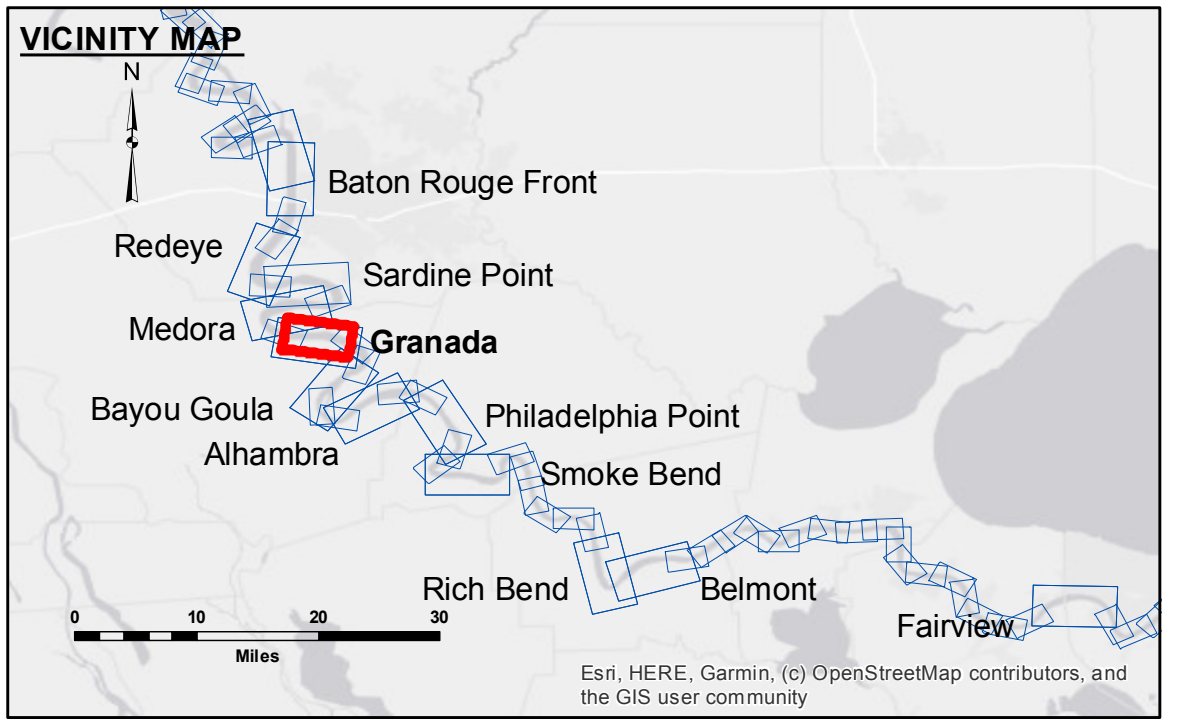 VICINITY MAP
N
Baton Rouge Front
Redeye
Sardine Point
Medora
Granada
Bayou Goula
Philadelphia Point
Alhambra
Smoke Bend
Rich Bend
Belmont
Fairview
0 10 20 30
Miles
Esri, HERE, Garmin, (c) OpenStreetMap contributors, and
the GIS user community